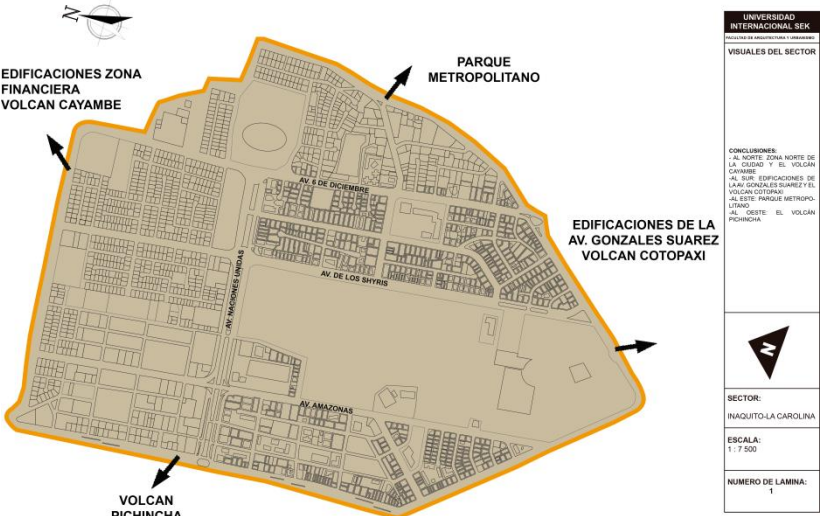 N
EDIFICACIONES ZONA
FINANCIERA
VOLCAN CAYAMBE
PARQUE
METROPOLITANO
AV. 6 DE DICIEMBRE
EDIFICACIONES DE LA
AV. GONZALES SUAREZ
VOLCAN COTOPAXI
AV. DE LOS SHYRIS
AV. NACIONES UNIDAS
AV. AMAZONAS
VOLCAN
PICHINCHA
UNIVERSIDAD
INTERNACIONAL SEK
FACULTAD DE ARQUITECTURA Y URBANISMO
VISUALES DEL SECTOR
CONCLUSIONES:
- AL NORTE: ZONA NORTE DE
LA CIUDAD Y EL VOLCÁN
CAYAMBE
-AL SUR: EDIFICACIONES DE
LA AV. GONZALES SUAREZ Y EL
VOLCAN COTOPAXI
-AL ESTE: PARQUE METROPO-
LITANO
-AL OESTE: EL VOLCÁN
PICHINCHA
N
SECTOR:
INAQUITO-LA CAROLINA
ESCALA:
1 : 7 500
NUMERO DE LAMINA:
1